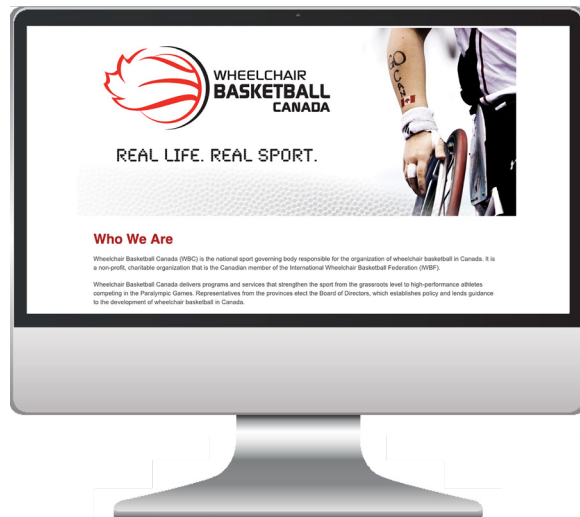 WHEELCHAIR
BASKETBALL
CANADA
GO
CAN
REAL LIFE. REAL SPORT.
Who We Are
Wheelchair Basketball Canada (WBC) is the national sport governing body responsible for the organization of wheelchair basketball in Canada. It is
a non-profit, charitable organization that is the Canadian member of the International Wheelchair Basketball Federation (IWBF).
Wheelchair Basketball Canada delivers programs and services that strengthen the sport from the grassroots level to high-performance athletes
competing in the Paralympic Games. Representatives from the provinces elect the Board of Directors, which establishes policy and lends guidance
to the development of wheelchair basketball in Canada.